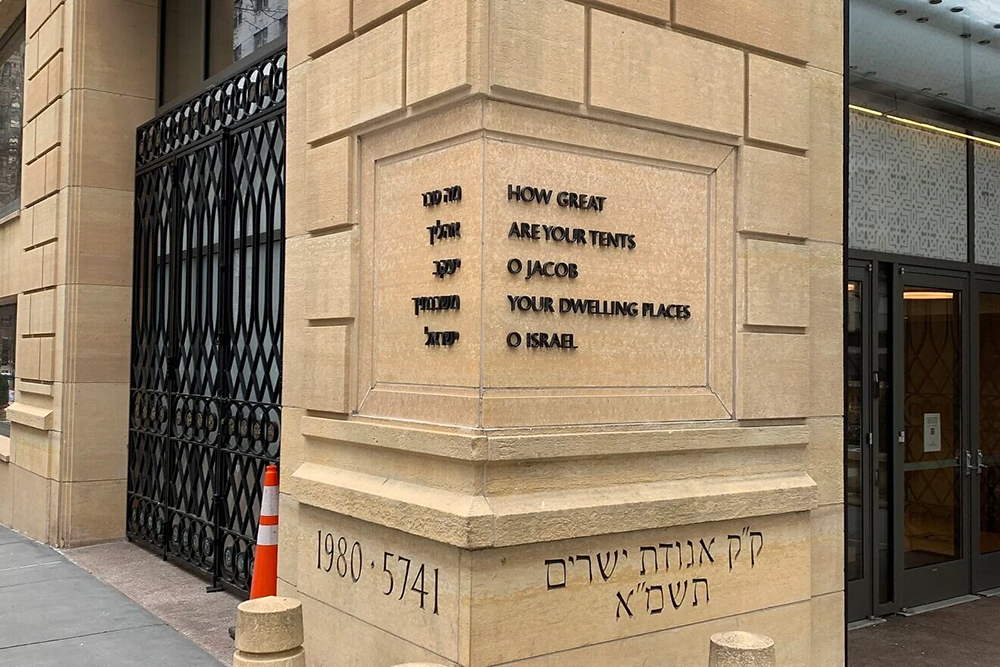 מה טבו
אהליך
יעקב
משכנתיך
ישראל
HOW GREAT
ARE YOUR TENTS
O JACOB
YOUR DWELLING PLACES
O ISRAEL
1980 · 5741
ק״ק אגודת ישרים
תשמ״א